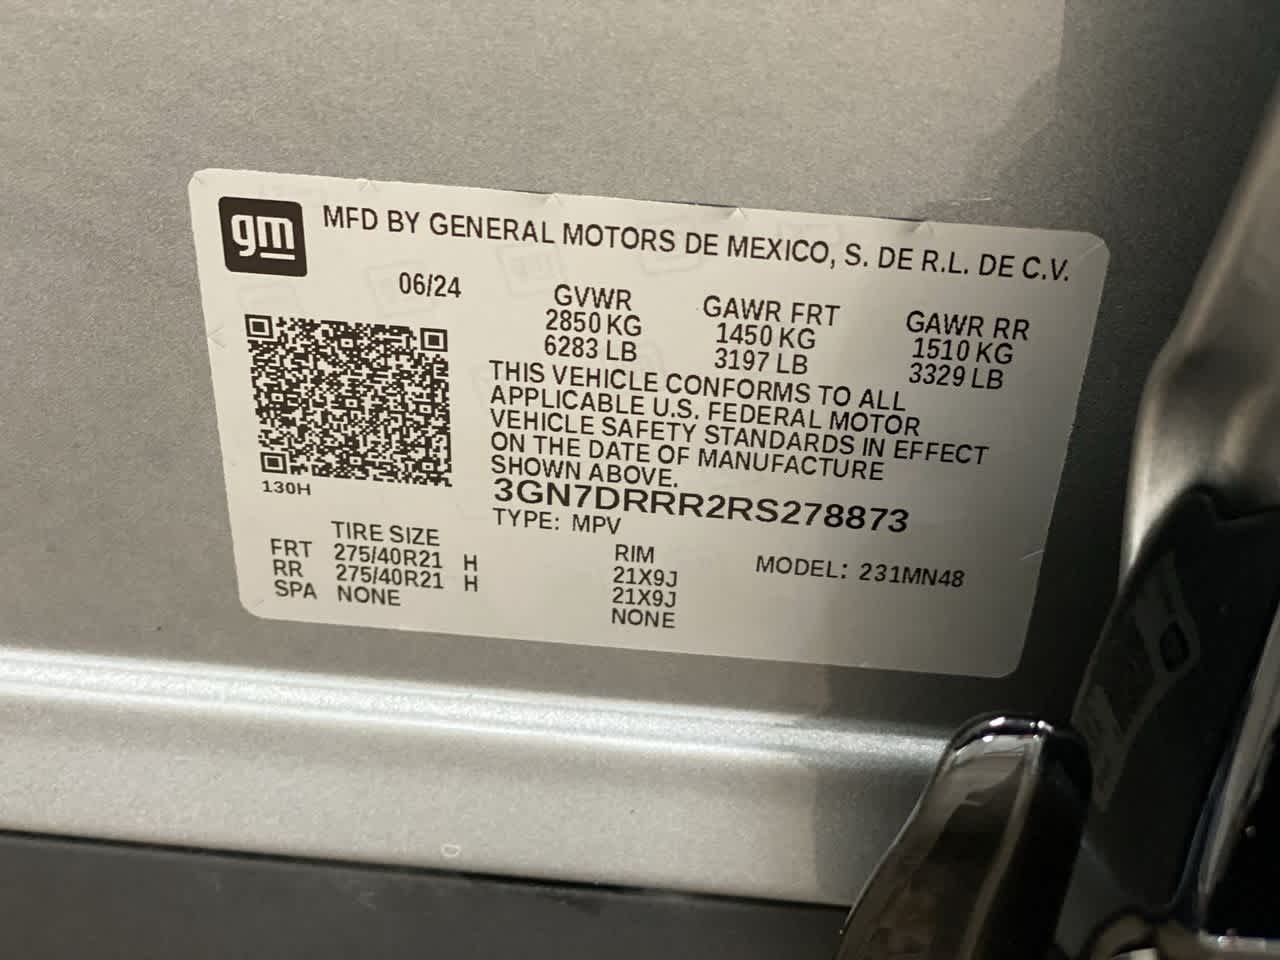 gm
MFD BY GENERAL MOTORS DE MEXICO, S. DE R.L. DE C.V.
06/24
GVWR GAWR FRT GAWR RR
2850 KG 1450 KG 1510 KG
6283 LB 3197 LB 3329 LB
THIS VEHICLE CONFORMS TO ALL
APPLICABLE U.S. FEDERAL MOTOR
VEHICLE SAFETY STANDARDS IN EFFECT
ON THE DATE OF MANUFACTURE
SHOWN ABOVE.
130H
3GN7DRRR2RS278873
TYPE: MPV
MODEL: 231MN48
TIRE SIZE RIM
FRT 275/40R21 H 21X9J
RR 275/40R21 H 21X9J
SPA NONE NONE